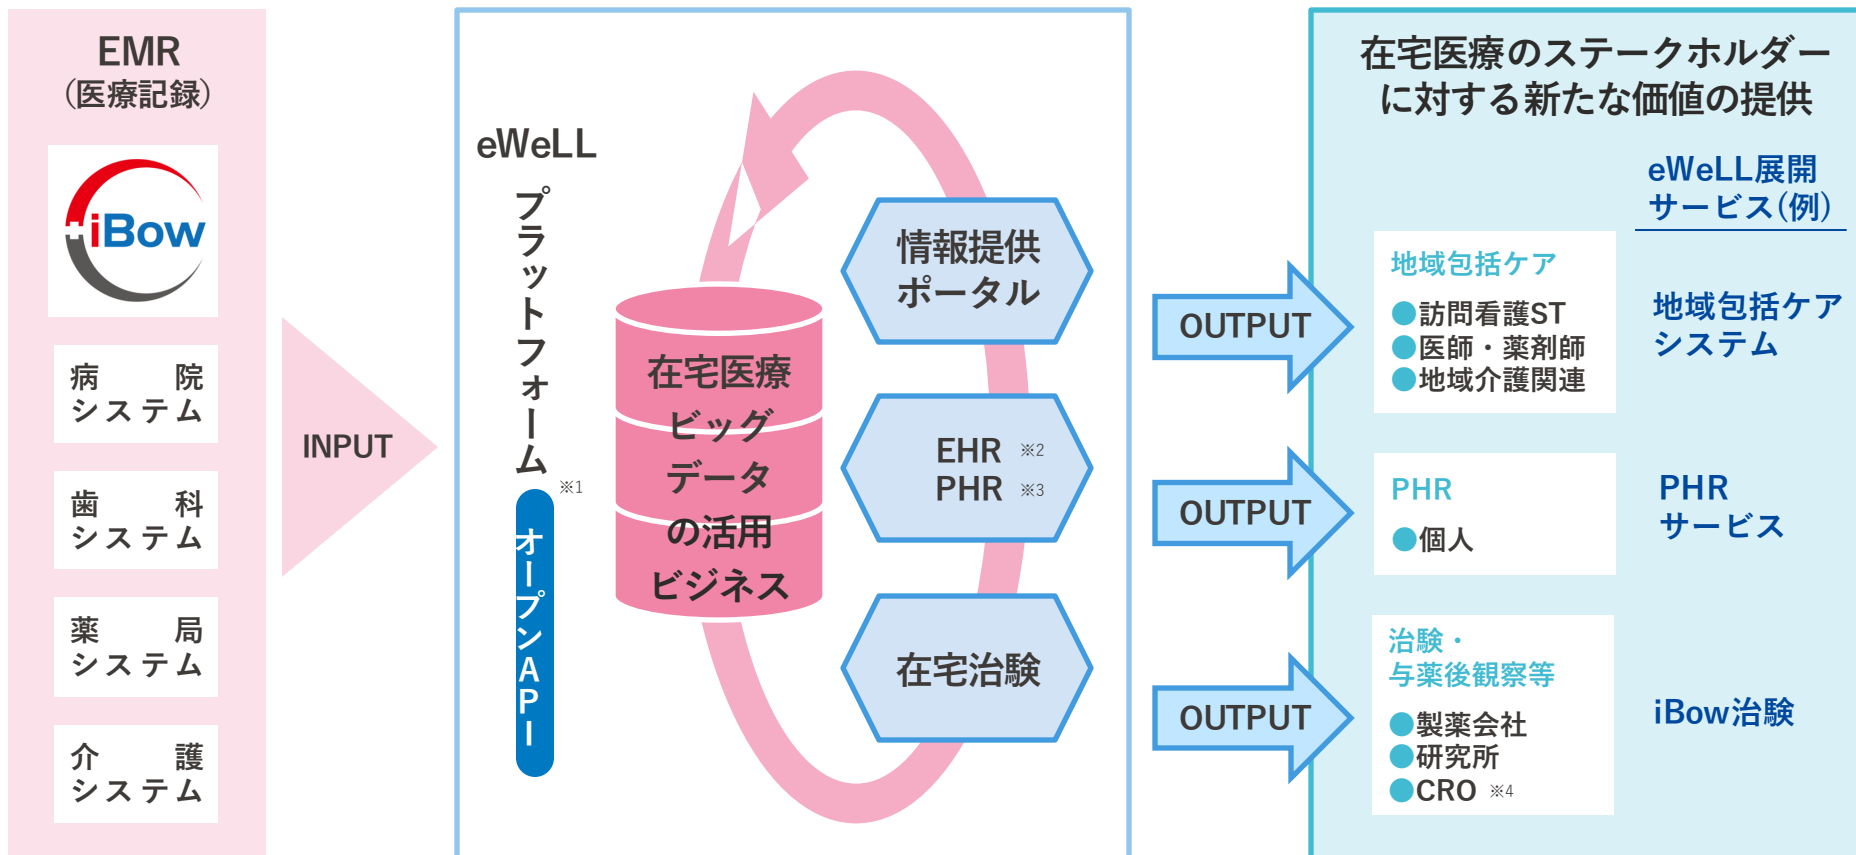 EMR
（医療記録）
iBow
病院
システム
歯科
システム
薬局
システム
介護
システム
INPUT
eWeLL
プラットフォーム
※1
オープンAPI
在宅医療
ビッグ
データ
の活用
ビジネス
情報提供
ポータル
EHR ※2
PHR ※3
在宅治験
OUTPUT
OUTPUT
OUTPUT
在宅医療のステークホルダー
に対する新たな価値の提供
eWeLL展開
サービス(例)
地域包括ケア
●訪問看護ST
●医師・薬剤師
●地域介護関連
地域包括ケア
システム
PHR
●個人
PHR
サービス
治験・
与薬後観察等
●製薬会社
●研究所
●CRO ※4
iBow治験